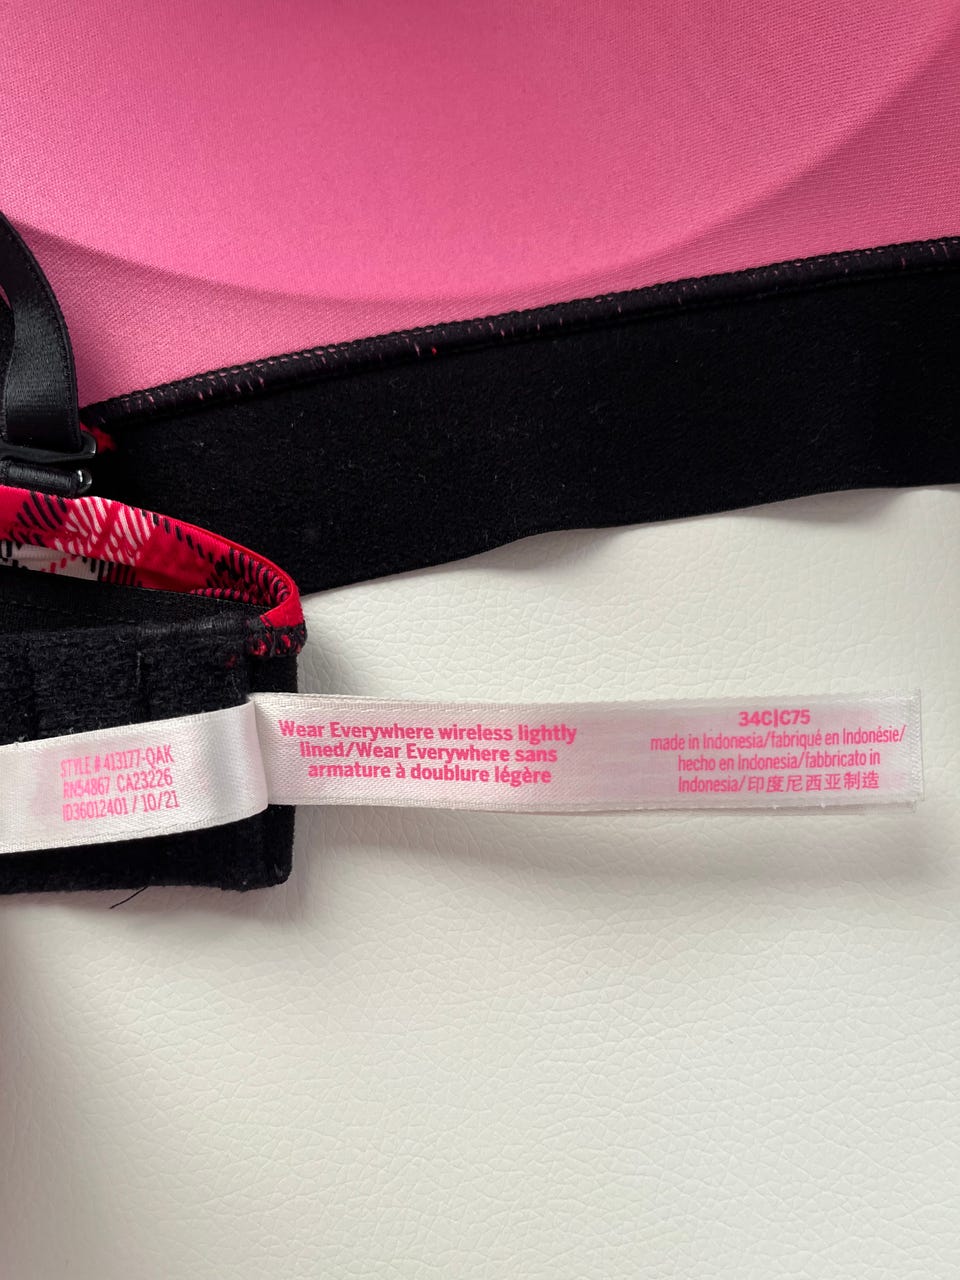 STYLE # 413177-QAK
RN54867 CA23226
ID36012401 / 10/21
Wear Everywhere wireless lightly
lined/Wear Everywhere sans
armature à doublure légère
34C|C75
made in Indonesia/fabriqué en Indonésie/
hecho en Indonesia/fabbricato in
Indonesia/印度尼西亚制造